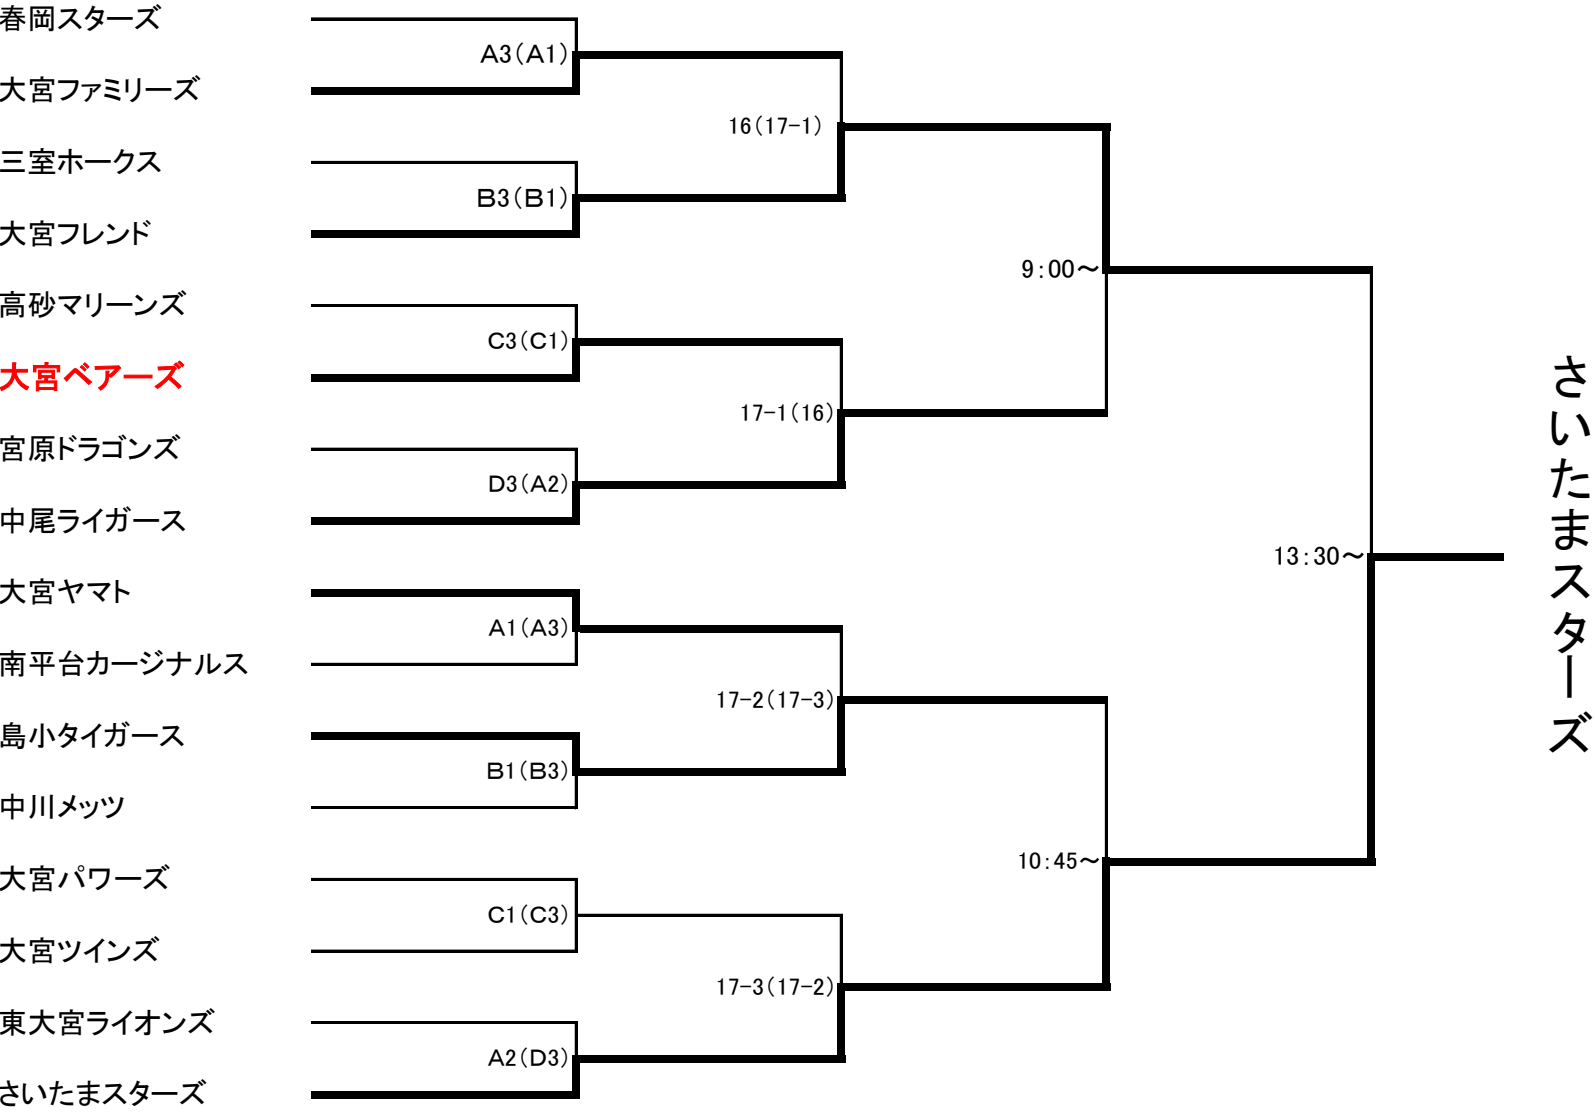 春岡スターズ
A3(A1)
大宮ファミリーズ
16(17-1)
三室ホークス
B3(B1)
大宮フレンド
9:00～
高砂マリーンズ
C3(C1)
大宮ベアーズ
17-1(16)
宮原ドラゴンズ
D3(A2)
中尾ライガース
13:30～
さいたまスターズ
大宮ヤマト
A1(A3)
南平台カージナルス
17-2(17-3)
島小タイガース
B1(B3)
中川メッツ
10:45～
大宮パワーズ
C1(C3)
大宮ツインズ
17-3(17-2)
東大宮ライオンズ
A2(D3)
さいたまスターズ